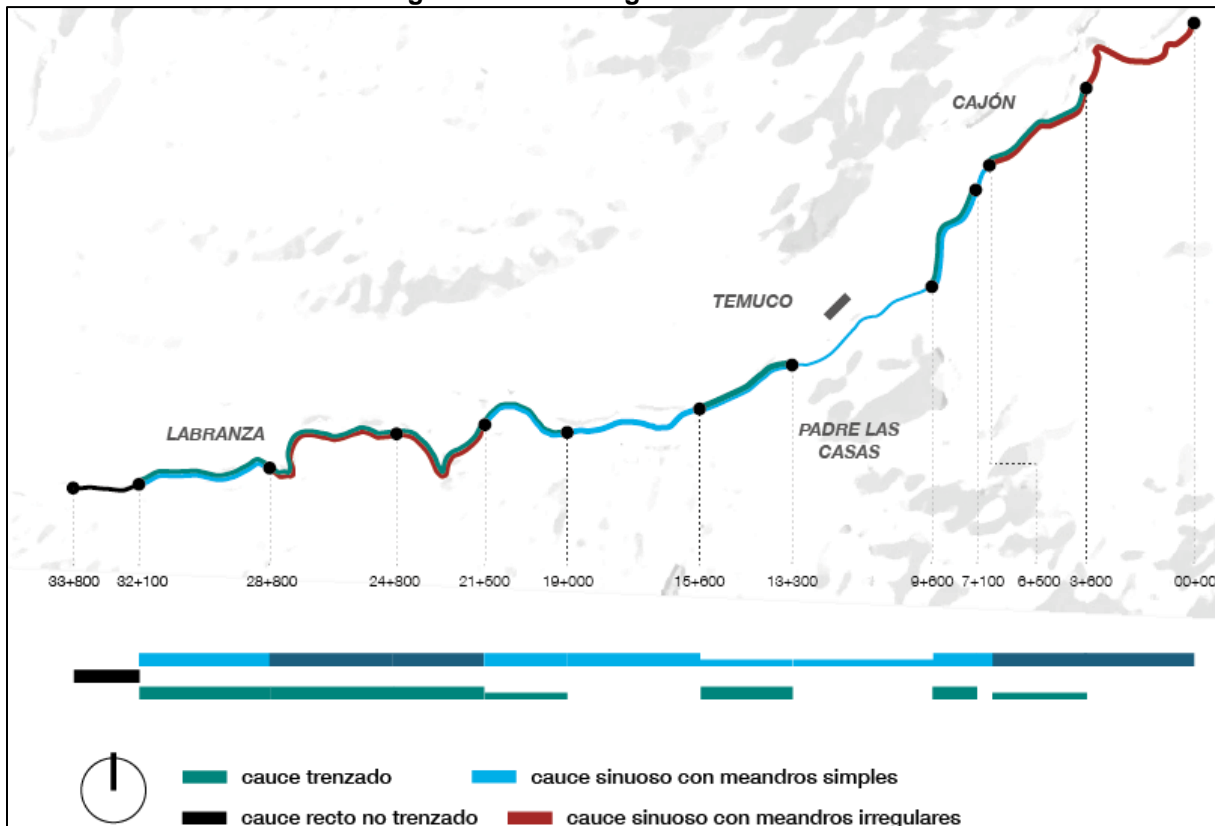 CAJÓN
TEMUCO
PADRE LAS
CASAS
LABRANZA
33+800 32+100 28+800 24+800 21+500 19+000 15+600 13+300 9+600 7+100 6+500 3+600 00+00
cauce trenzado cauce sinuoso con meandros simples
cauce recto no trenzado cauce sinuoso con meandros irregulares